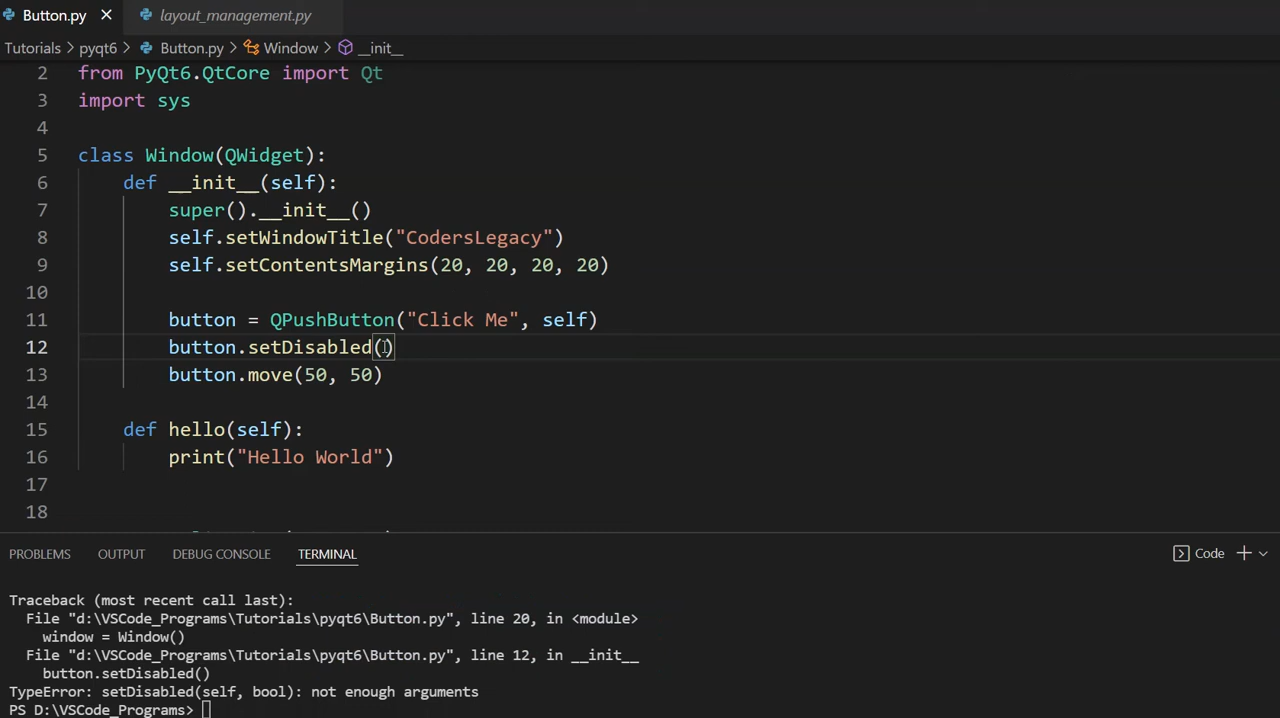 Button.py
layout_management.py
Tutorials > pyqt6 > Button.py > Window > __init__
2 from PyQt6.QtCore import Qt
3 import sys
4
5 class Window(QWidget):
6 def __init__(self):
7 super().__init__()
8 self.setWindowTitle("CodersLegacy")
9 self.setContentsMargins(20, 20, 20, 20)
10
11 button = QPushButton("Click Me", self)
12 button.setDisabled()
13 button.move(50, 50)
14
15 def hello(self):
16 print("Hello World")
17
18
PROBLEMS OUTPUT DEBUG CONSOLE TERMINAL Code
Traceback (most recent call last):
File "d:\VSCode_Programs\Tutorials\pyqt6\Button.py", line 20, in <module>
window = Window()
File "d:\VSCode_Programs\Tutorials\pyqt6\Button.py", line 12, in __init__
button.setDisabled()
TypeError: setDisabled(self, bool): not enough arguments
PS D:\VSCode_Programs>